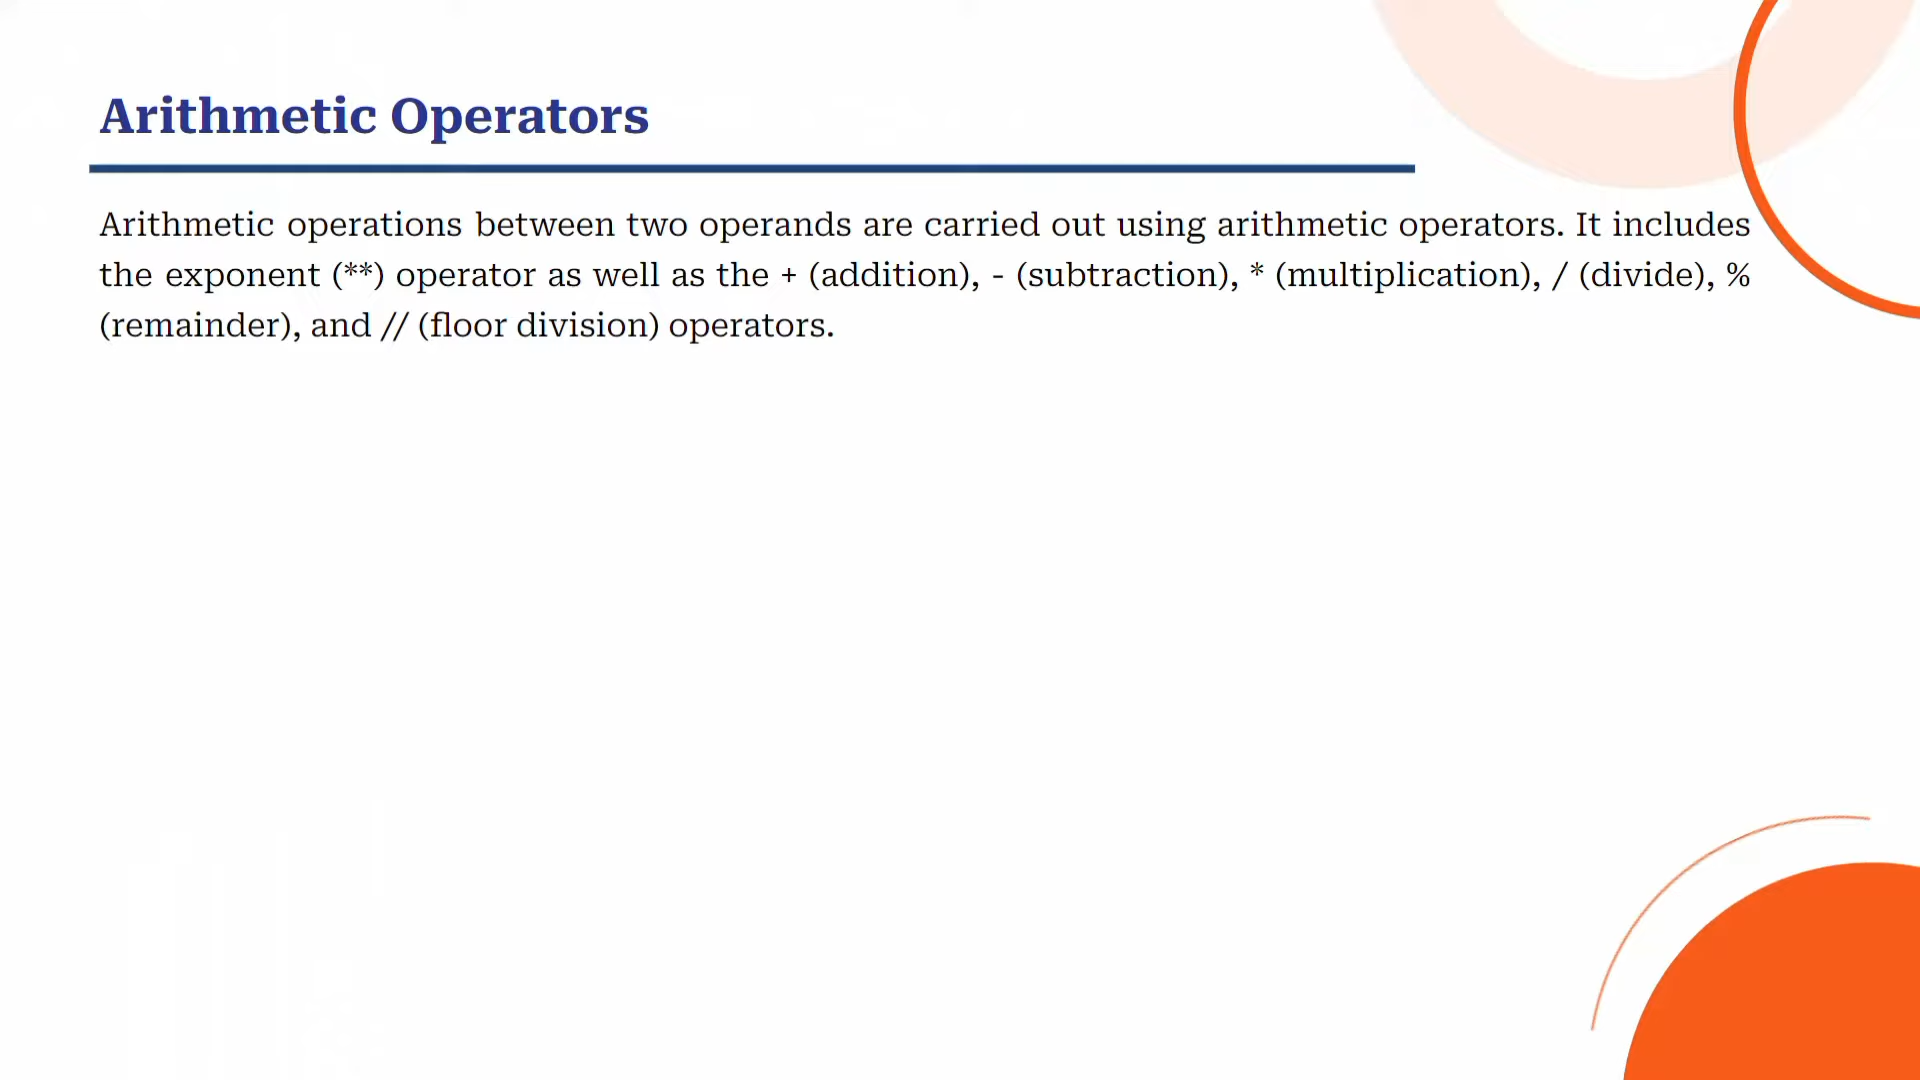 Arithmetic Operators
Arithmetic operations between two operands are carried out using arithmetic operators. It includes
the exponent (**) operator as well as the + (addition), - (subtraction), * (multiplication), / (divide), %
(remainder), and // (floor division) operators.